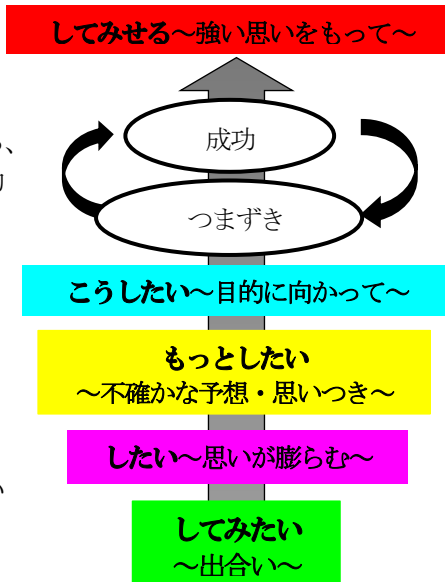 してみせる～強い思いをもって～
成功
、
つまずき
こうしたい～目的に向かって～
もっとしたい
～不確かな予想・思いつき～
したい～思いが膨らむ～
い
してみたい
～出合い～